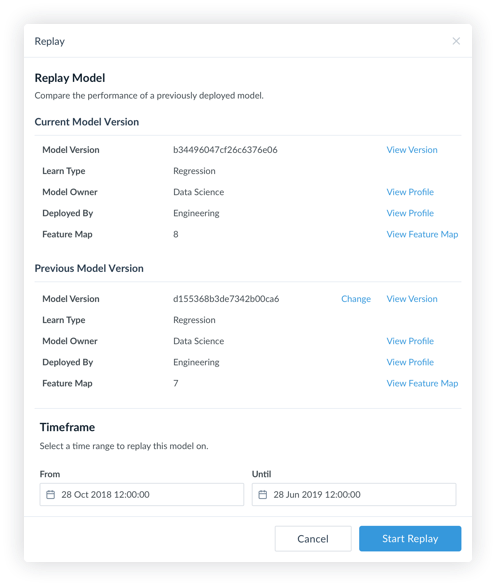 Replay
Replay Model
Compare the performance of a previously deployed model.
Current Model Version
Model Version b34496047cf26c6376e06 View Version
Learn Type Regression
Model Owner Data Science View Profile
Deployed By Engineering View Profile
Feature Map 8 View Feature Map
Previous Model Version
Model Version d155368b3de7342b00ca6 Change View Version
Learn Type Regression
Model Owner Data Science View Profile
Deployed By Engineering View Profile
Feature Map 7 View Feature Map
Timeframe
Select a time range to replay this model on.
From Until
28 Oct 2018 12:00:00 28 Jun 2019 12:00:00
Cancel Start Replay